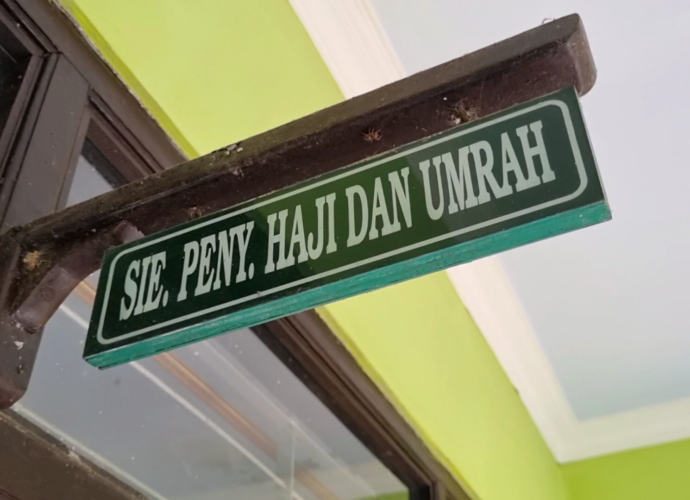 SIE. PENY. HAJI DAN UMRAH